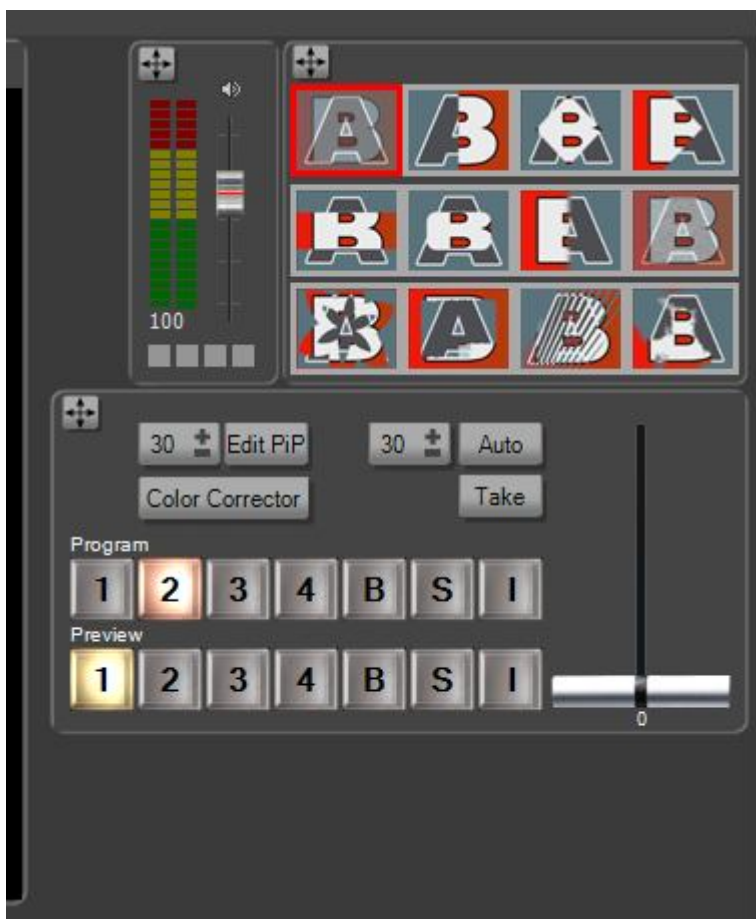 A B A B A B A B
A B A B A B A B
A B A B A B A B
100
30 Edit PiP 30 Auto
Color Corrector Take
Program
1 2 3 4 B S I
Preview
1 2 3 4 B S I
0